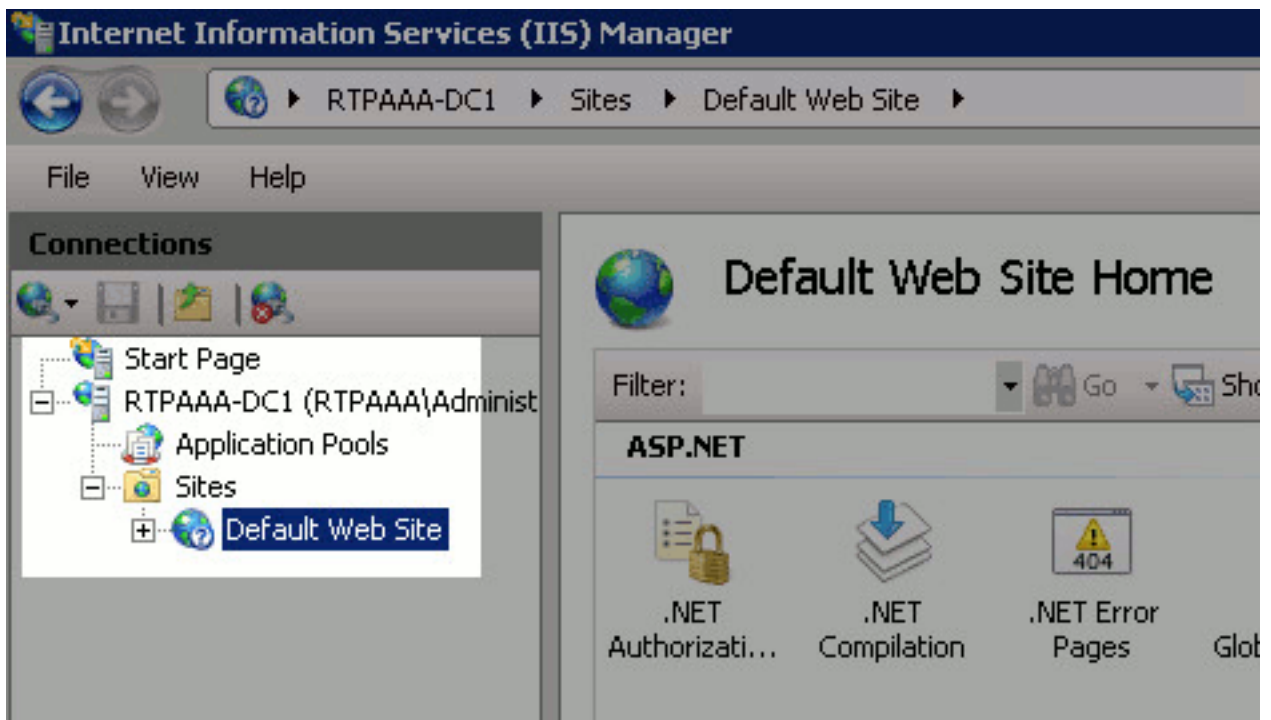 Internet Information Services (IIS) Manager
RTPAAA-DC1 Sites Default Web Site
File View Help
Connections
Start Page
RTPAAA-DC1 (RTPAAA\Administ
Application Pools
Sites
Default Web Site
Default Web Site Home
Filter: Go Sho
ASP.NET
404
.NET Authorizati...
.NET Compilation
.NET Error Pages
Glob